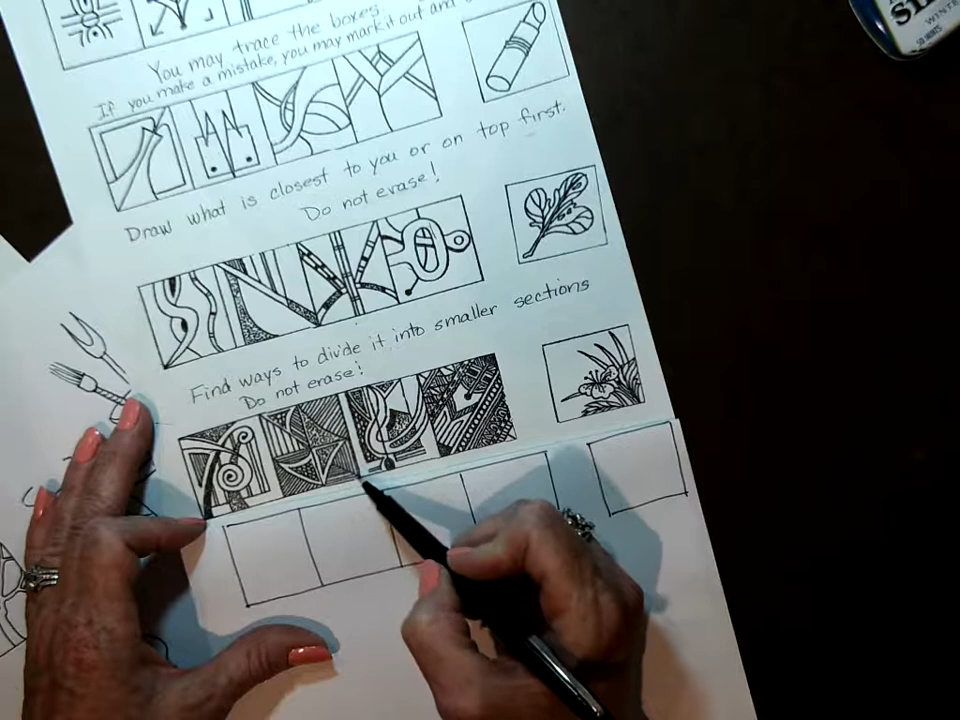 You may trace the boxes.
If you make a mistake, you may mark it out and
Draw what is closest to you or on top first.
Do not erase!
Find ways to divide it into smaller sections
Do not erase!
WINTER